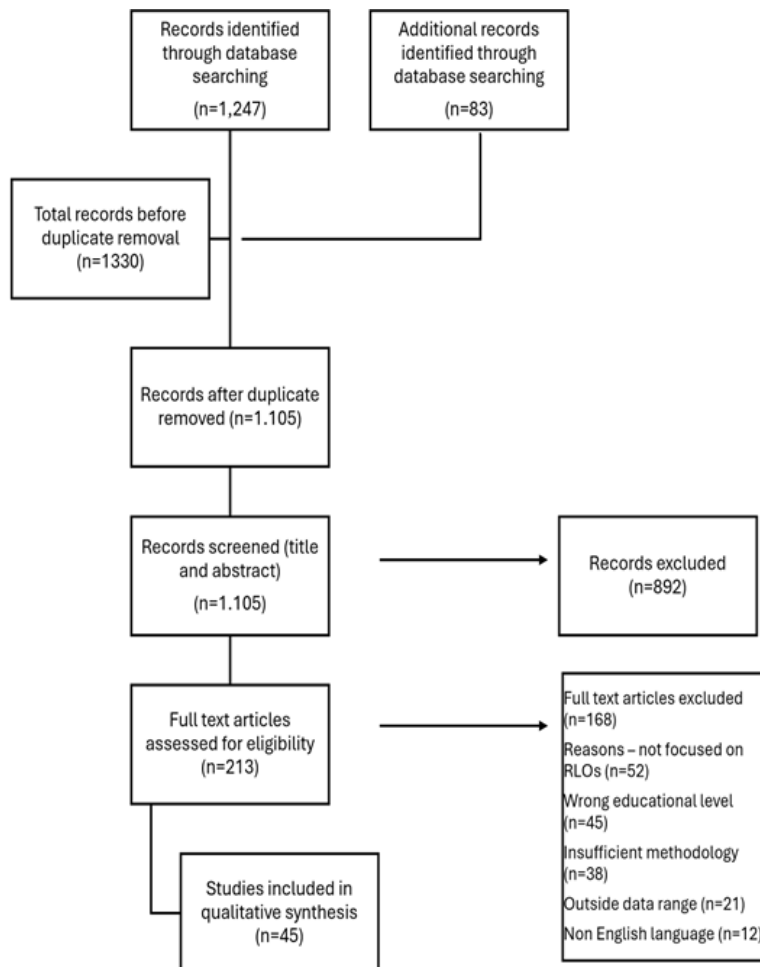 Records identified
through database
searching
(n=1,247)
Additional records
identified through
database searching
(n=83)
Total records before
duplicate removal
(n=1330)
Records after duplicate
removed (n=1.105)
Records screened (title
and abstract)
(n=1.105)
Records excluded
(n=892)
Full text articles
assessed for eligibility
(n=213)
Full text articles excluded
(n=168)
Reasons – not focused on
RLOs (n=52)
Wrong educational level
(n=45)
Insufficient methodology
(n=38)
Outside data range (n=21)
Non English language (n=12)
Studies included in
qualitative synthesis
(n=45)